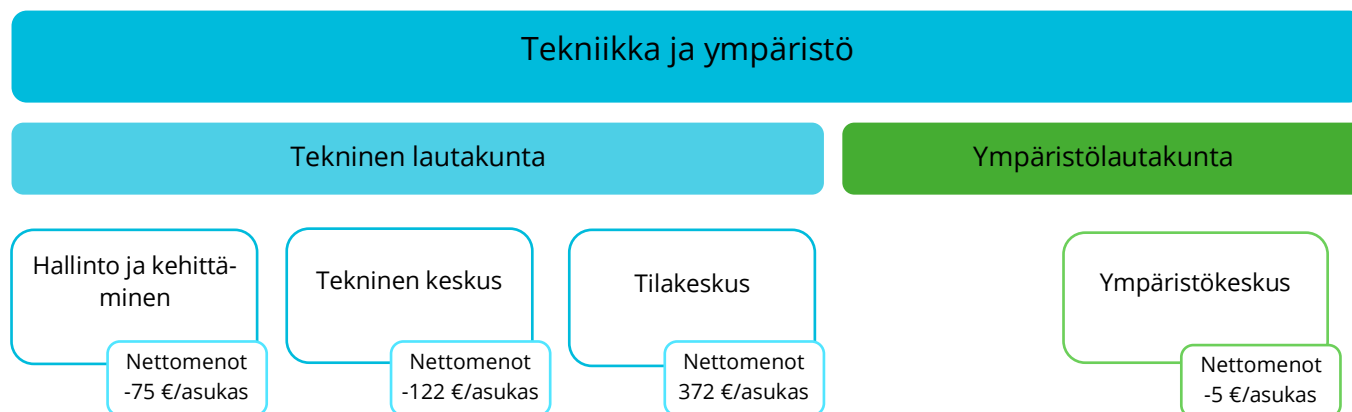 Tekniikka ja ympäristö
Tekninen lautakunta
Ympäristölautakunta
Hallinto ja kehittä-
minen
Nettomenot
-75 €/asukas
Tekninen keskus
Nettomenot
-122 €/asukas
Tilakeskus
Nettomenot
372 €/asukas
Ympäristökeskus
Nettomenot
-5 €/asukas